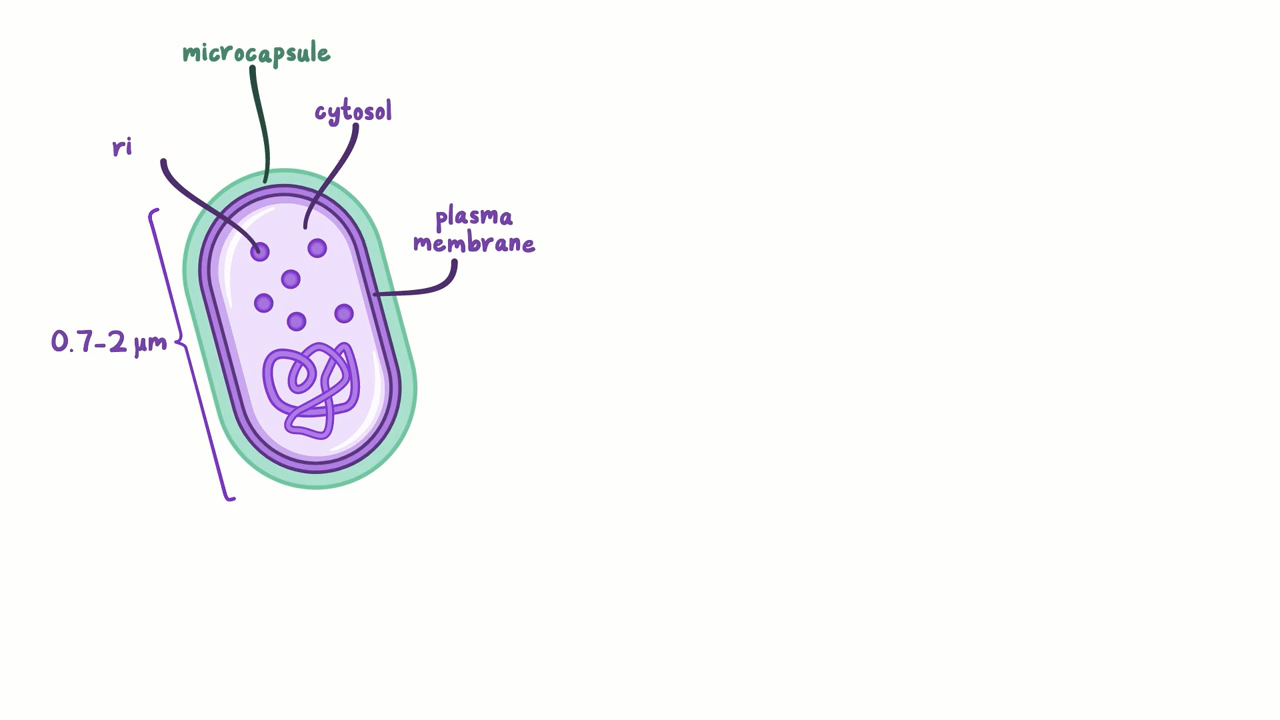 microcapsule
cytosol
ri
plasma
membrane
0.7-2 µm